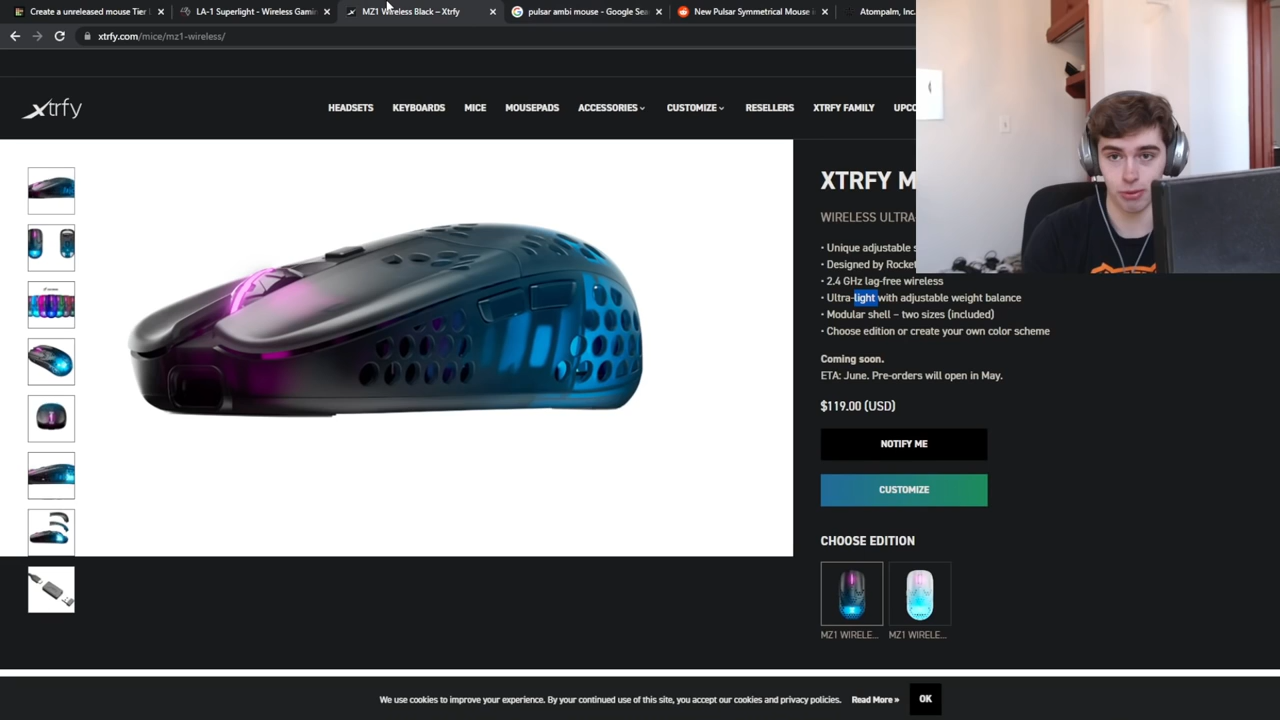 Create a unreleased mouse Tier l
LA-1 Superlight - Wireless Gamin
MZ1 Wireless Black – Xtrfy
pulsar ambi mouse - Google Sea
New Pulsar Symmetrical Mouse i
Atompalm, Inc.
xtrfy.com/mice/mz1-wireless/
xtrfy
HEADSETS
KEYBOARDS
MICE
MOUSEPADS
ACCESSORIES
CUSTOMIZE
RESELLERS
XTRFY FAMILY
UPCO
XTRFY M
WIRELESS ULTRA-
• Unique adjustable s
• Designed by Rocket
• 2.4 GHz lag-free wireless
• Ultra-light with adjustable weight balance
• Modular shell – two sizes (included)
• Choose edition or create your own color scheme
Coming soon.
ETA: June. Pre-orders will open in May.
$119.00 (USD)
NOTIFY ME
CUSTOMIZE
CHOOSE EDITION
MZ1 WIRELE...
MZ1 WIRELE...
We use cookies to improve your experience. By your continued use of this site, you accept our cookies and privacy policies.
Read More »
OK